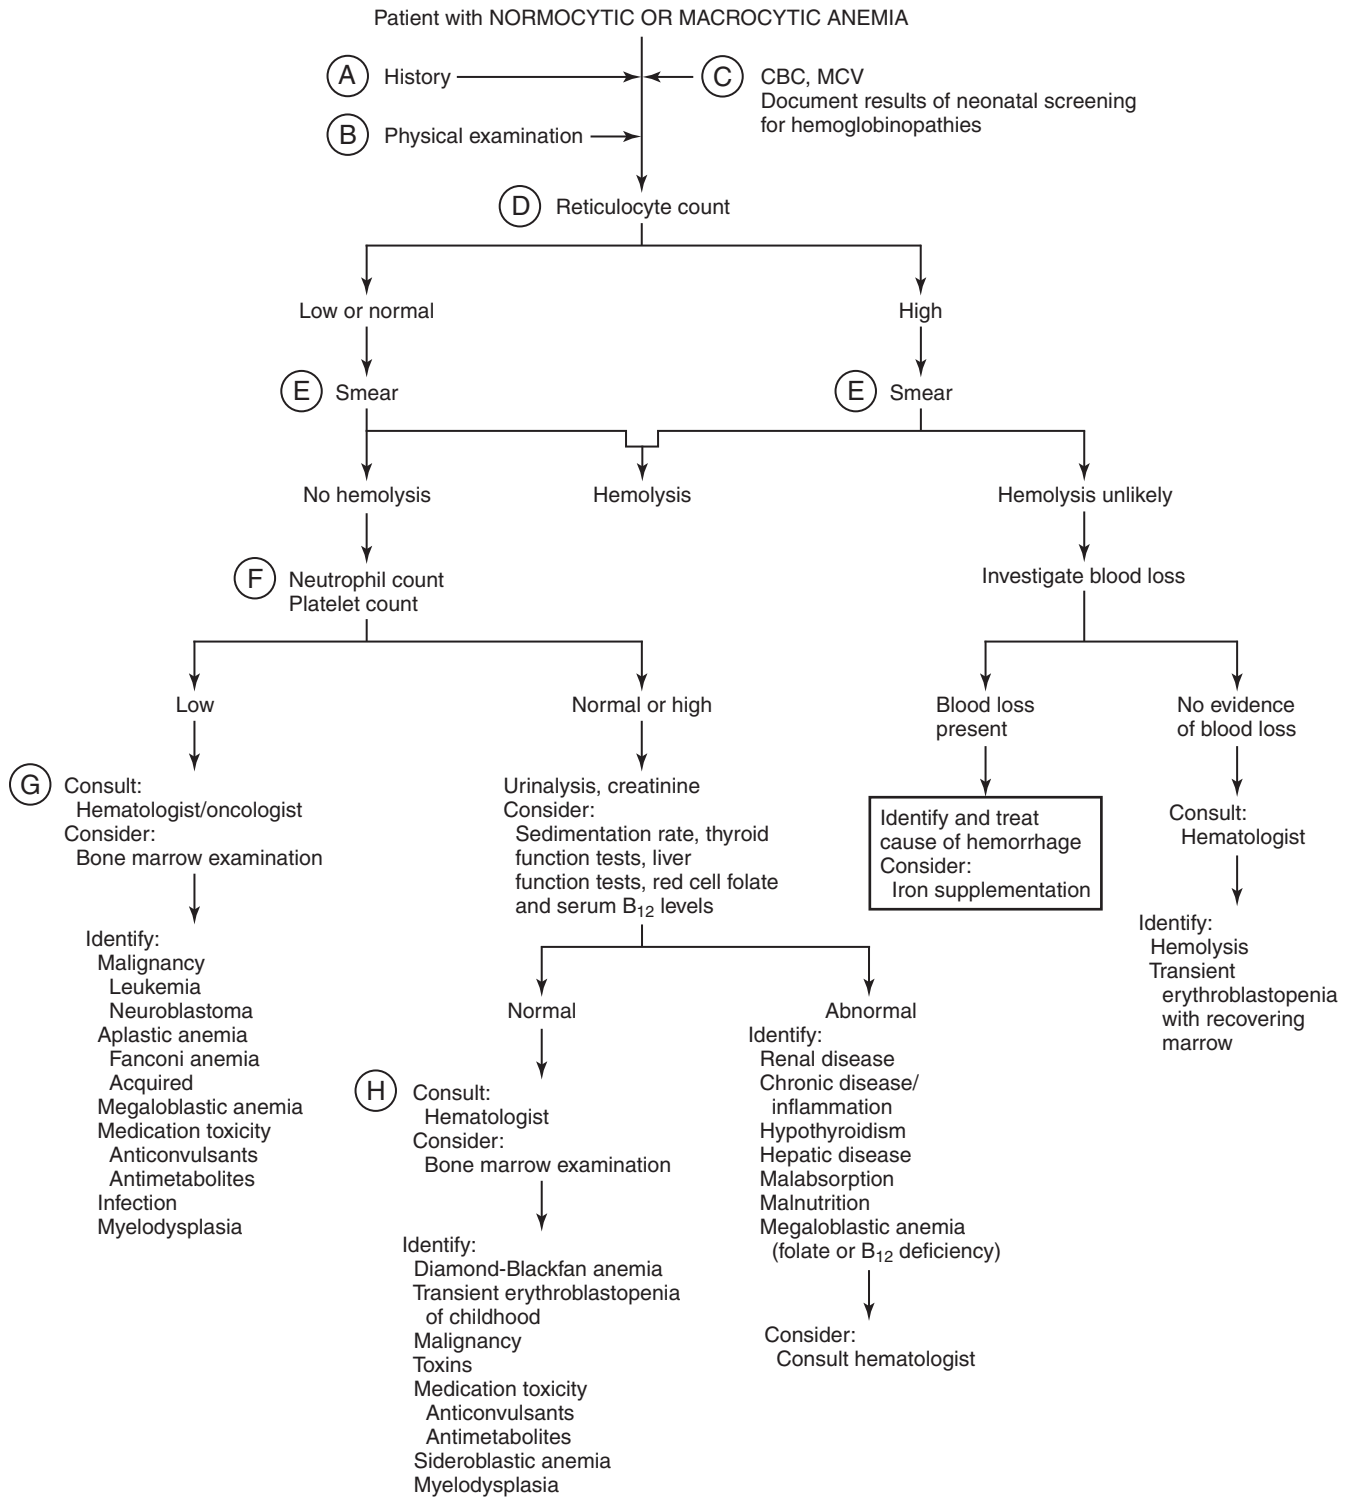 Patient with NORMOCYTIC OR MACROCYTIC ANEMIA
A History
C CBC, MCV
Document results of neonatal screening
for hemoglobinopathies
B Physical examination
D Reticulocyte count
Low or normal
High
E Smear
E Smear
No hemolysis
Hemolysis
Hemolysis unlikely
F Neutrophil count
Platelet count
Investigate blood loss
Low
Normal or high
Blood loss
present
No evidence
of blood loss
G Consult:
Hematologist/oncologist
Consider:
Bone marrow examination
Urinalysis, creatinine
Consider:
Sedimentation rate, thyroid
function tests, liver
function tests, red cell folate
and serum B12 levels
Identify and treat
cause of hemorrhage
Consider:
Iron supplementation
Consult:
Hematologist
Identify:
Hemolysis
Transient
erythroblastopenia
with recovering
marrow
Identify:
Malignancy
Leukemia
Neuroblastoma
Aplastic anemia
Fanconi anemia
Acquired
Megaloblastic anemia
Medication toxicity
Anticonvulsants
Antimetabolites
Infection
Myelodysplasia
Normal
Abnormal
Identify:
Renal disease
Chronic disease/
inflammation
Hypothyroidism
Hepatic disease
Malabsorption
Malnutrition
Megaloblastic anemia
(folate or B12 deficiency)
H Consult:
Hematologist
Consider:
Bone marrow examination
Identify:
Diamond-Blackfan anemia
Transient erythroblastopenia
of childhood
Malignancy
Toxins
Medication toxicity
Anticonvulsants
Antimetabolites
Sideroblastic anemia
Myelodysplasia
Consider:
Consult hematologist